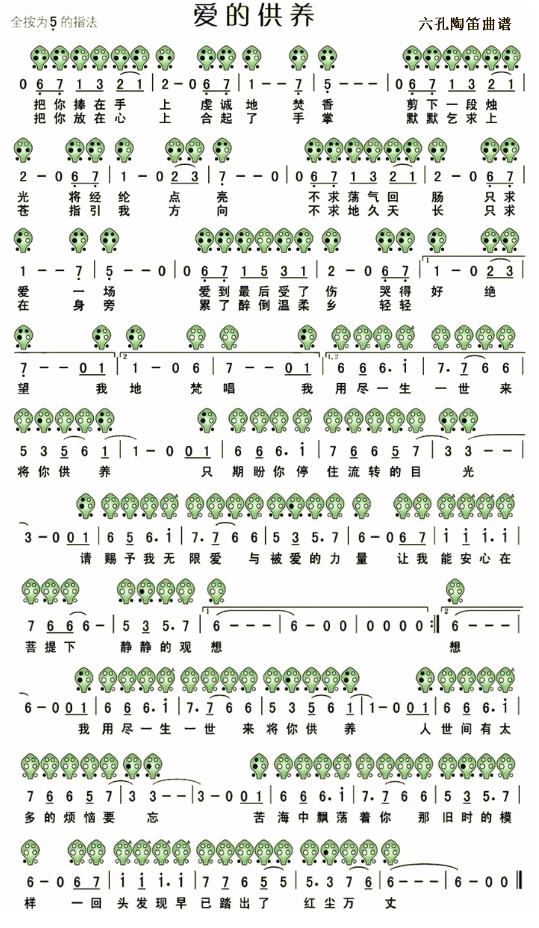 爱的供养
全按为5的指法
六孔陶笛曲谱
0 6 7 1 3 2 1 | 2 - 0 6 7 | 1 - - 7 | 5 - - - | 0 6 7 1 3 2 1 |
把你捧在手 上 虔诚地 焚香 剪下一段烛
把你放在心 上 合起了 手掌 默默乞求上
2 - 0 6 7 | 1 - 0 2 3 | 7 - - 0 | 0 6 7 1 3 2 1 | 2 - 0 6 7 |
光 将经纶 点亮 不求荡气回 肠 只求
苍 指引我 方向 不求地久天 长 只求
1 - - 7 | 5 - - 0 | 0 6 7 1 5 3 1 | 2 - 0 6 7 | 1 1 - 0 2 3 |
爱 一场 爱到最后受了 伤 哭得好 绝
在 身旁 累了醉倒温柔 乡 轻轻
7 - - 0 1 | 2 1 - 0 6 | 7 - - 0 1 | 1,2 6 6 6. i | 7. 7 6 6 |
望 我 地 梵唱 我 用尽一生 一世 来
5 3 5 6 1 | 1 - 0 0 1 | 6 6 6. i | 7 6 6 5 7 | 3 3 - - |
将你供 养 只 期盼你停 住流转的目 光
3 - 0 0 1 | 6 5 6. i | 7. 7 6 6 | 5 3 5 6 7 | 6 - 0 6 7 | i i i. i |
请 赐予我无 限爱 与 被爱的力 量 让我 能安心在
7 6 6 6 - | 5 3 5. 7 | 1 6 - - - | 6 - 0 0 | 0 0 0 0 :‖ 2 6 - - - |
菩提下 静静的观 想 想
6 - 0 0 1 | 6 6 6. i | 7. 7 6 6 | 5 3 5 6 1 | 1 - 0 6 7 | i i i. i |
我 用尽一生 一世 来 将你供 养 人世间有太
7 6 6 5 7 | 3 3 - - | 3 - 0 0 1 | 6 6 6. i | 7. 7 6 6 | 5 3 5. 7 |
多的烦恼要 忘 苦 海中飘荡 着你 那 旧时的模
6 - 0 6 7 | i i i. i | 7 7 6 5 5 | 5. 3 7 6 | 6 - - - | 6 - 0 0 ‖
样 一回 头发现早 已踏出了 红尘万 丈